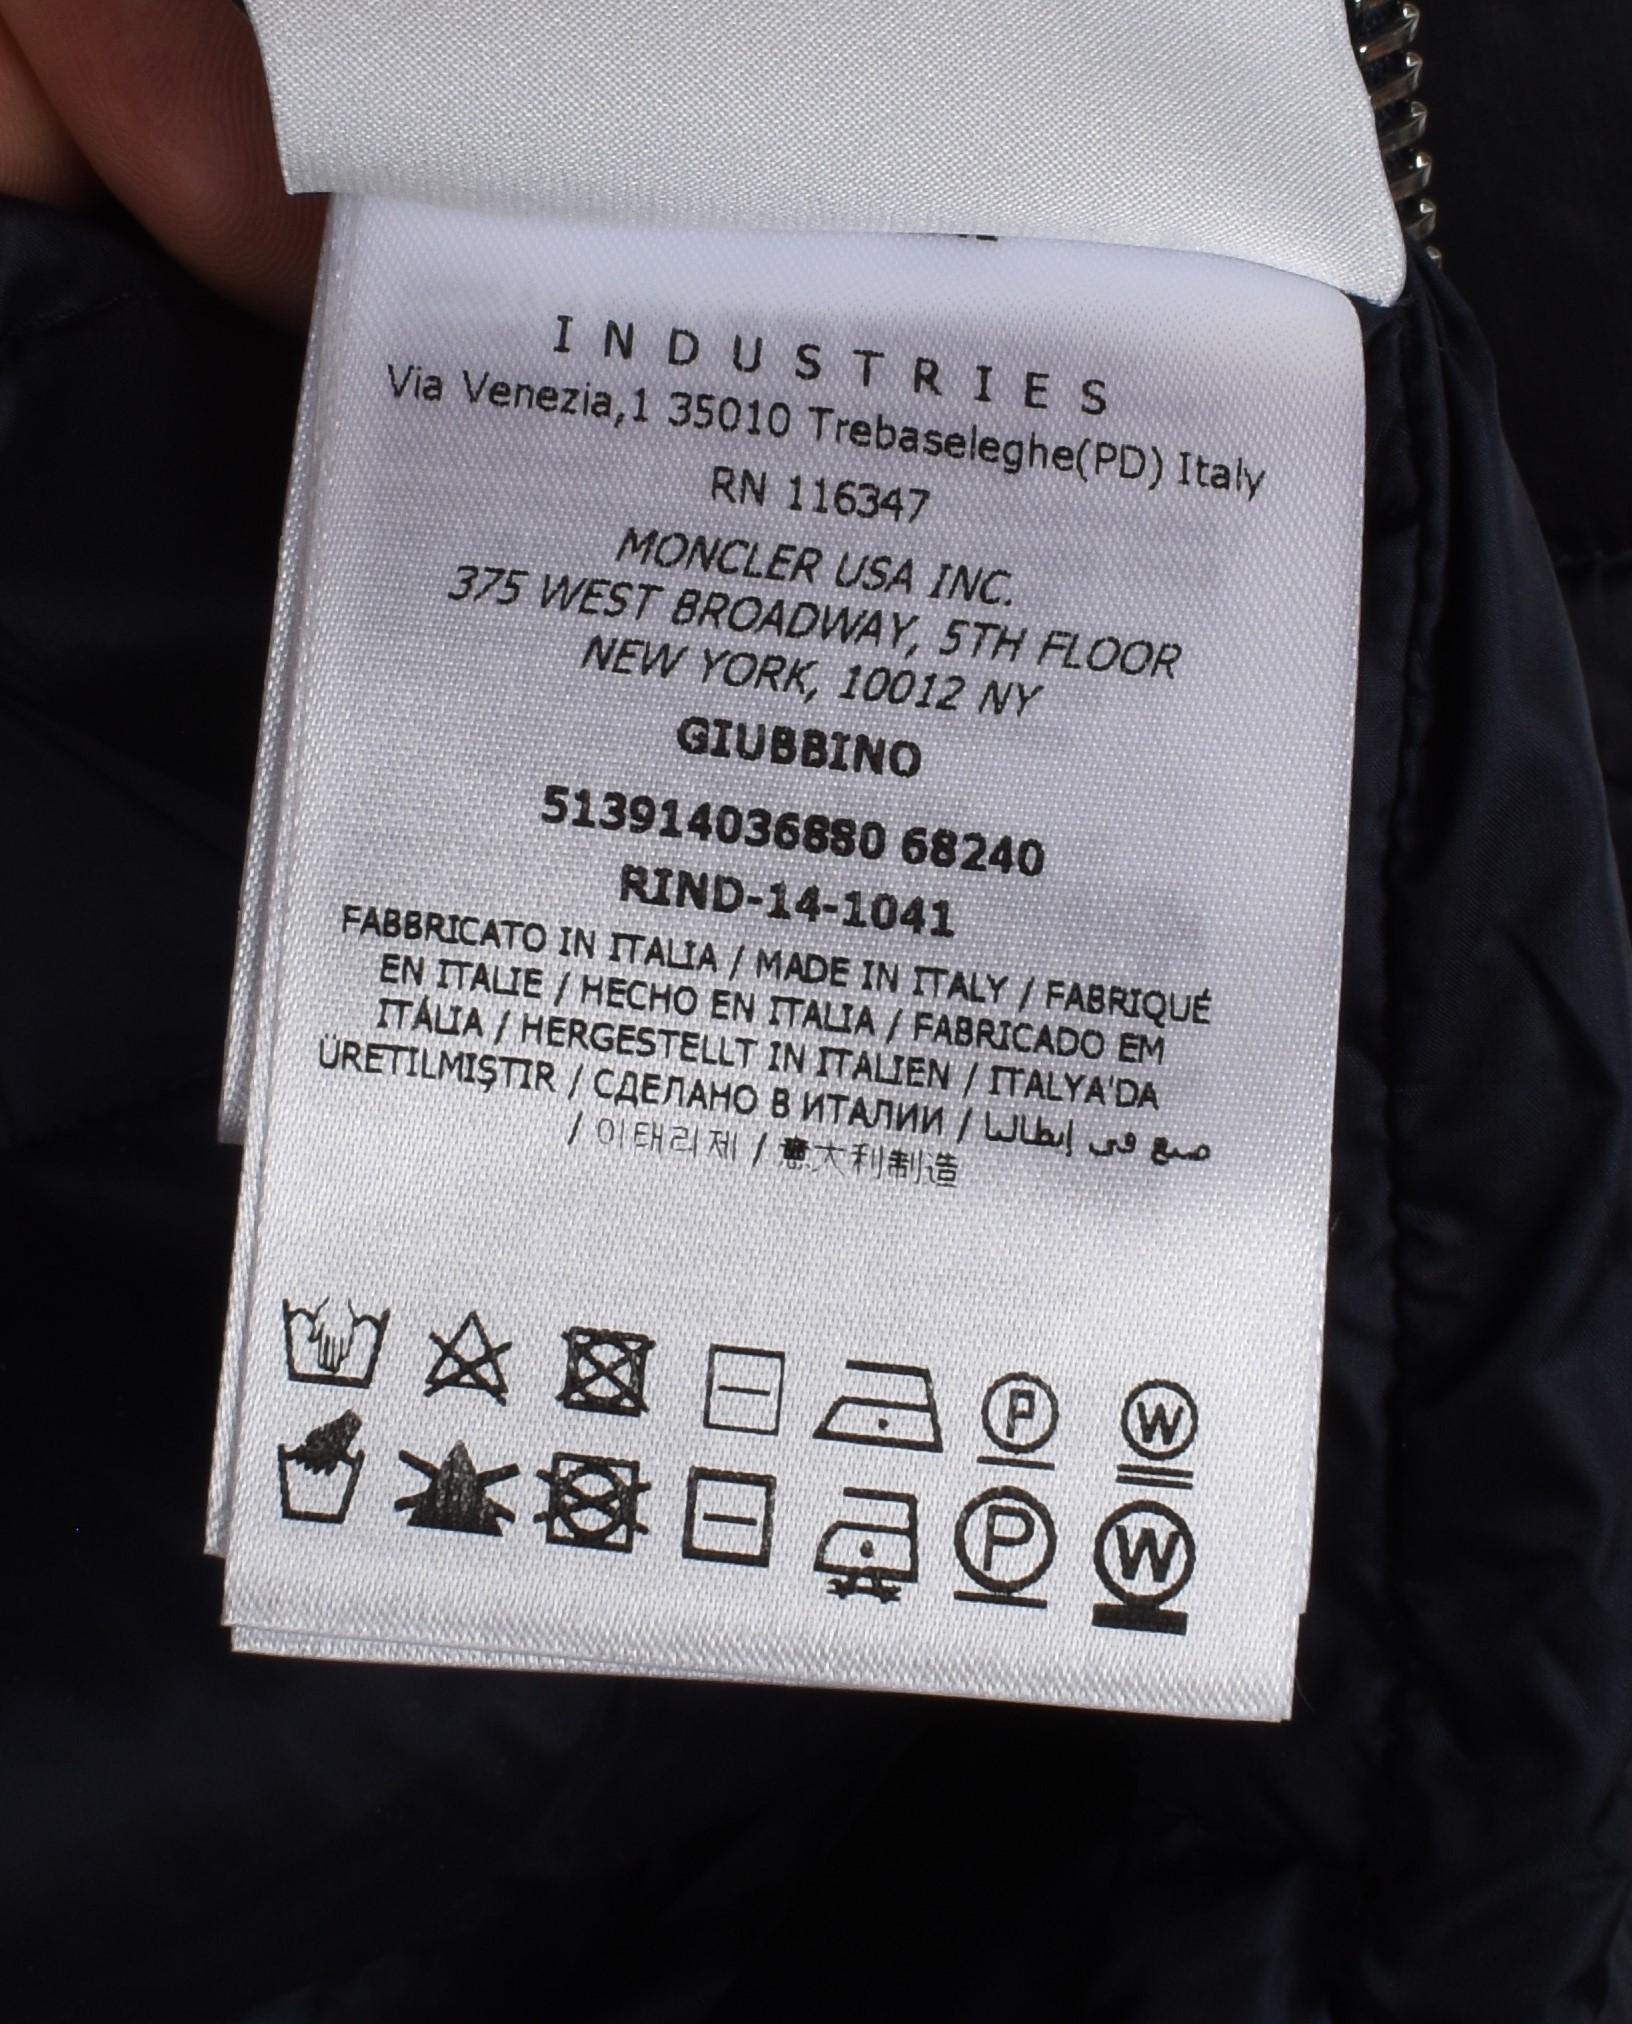 INDUSTRIES
Via Venezia,1 35010 Trebaseleghe(PD) Italy
RN 116347
MONCLER USA INC.
375 WEST BROADWAY, 5TH FLOOR
NEW YORK, 10012 NY
GIUBBINO
513914036880 68240
RIND-14-1041
FABBRICATO IN ITALIA / MADE IN ITALY / FABRIQUÉ
EN ITALIE / HECHO EN ITALIA / FABRICADO EM
ITÁLIA / HERGESTELLT IN ITALIEN / ITALYA'DA
ÜRETILMIŞTIR / СДЕЛАНО В ИТАЛИИ / صنع في إيطاليا
/ 이태리제 / 意大利制造
P W
P W